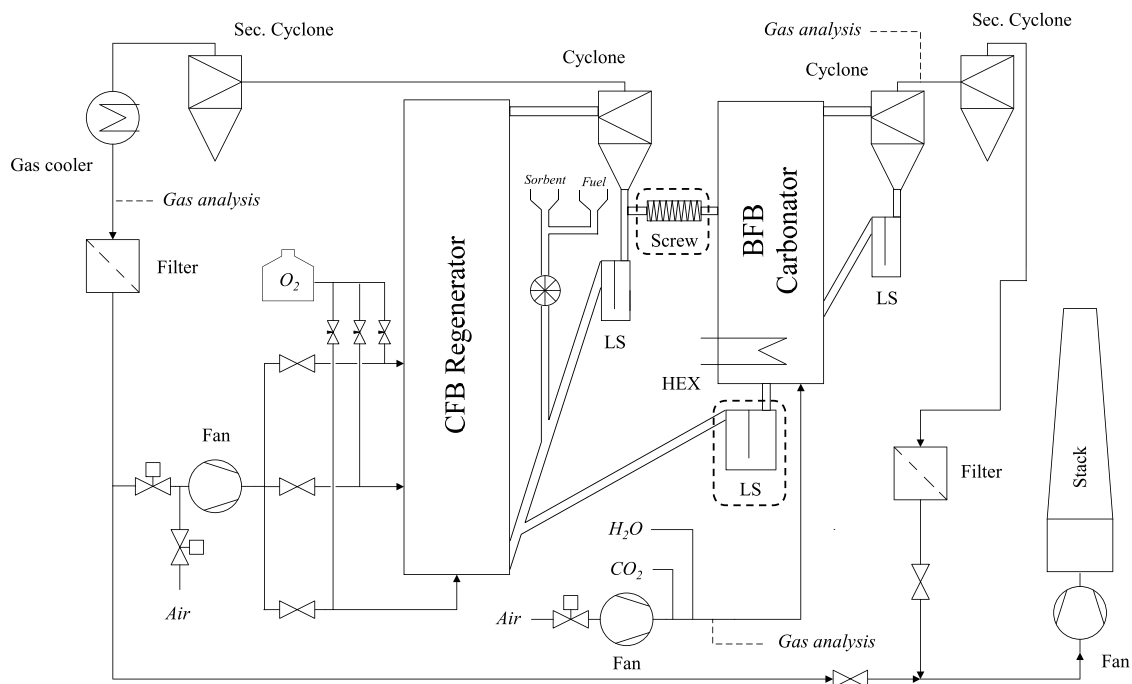 Sec. Cyclone
Sec. Cyclone
Gas analysis
Cyclone
Cyclone
Gas cooler
Gas analysis
Sorbent
Fuel
Screw
BFB
Carbonator
Filter
O2
LS
LS
CFB Regenerator
HEX
Fan
LS
Filter
Stack
H2O
CO2
Air
Air
Gas analysis
Fan
Fan